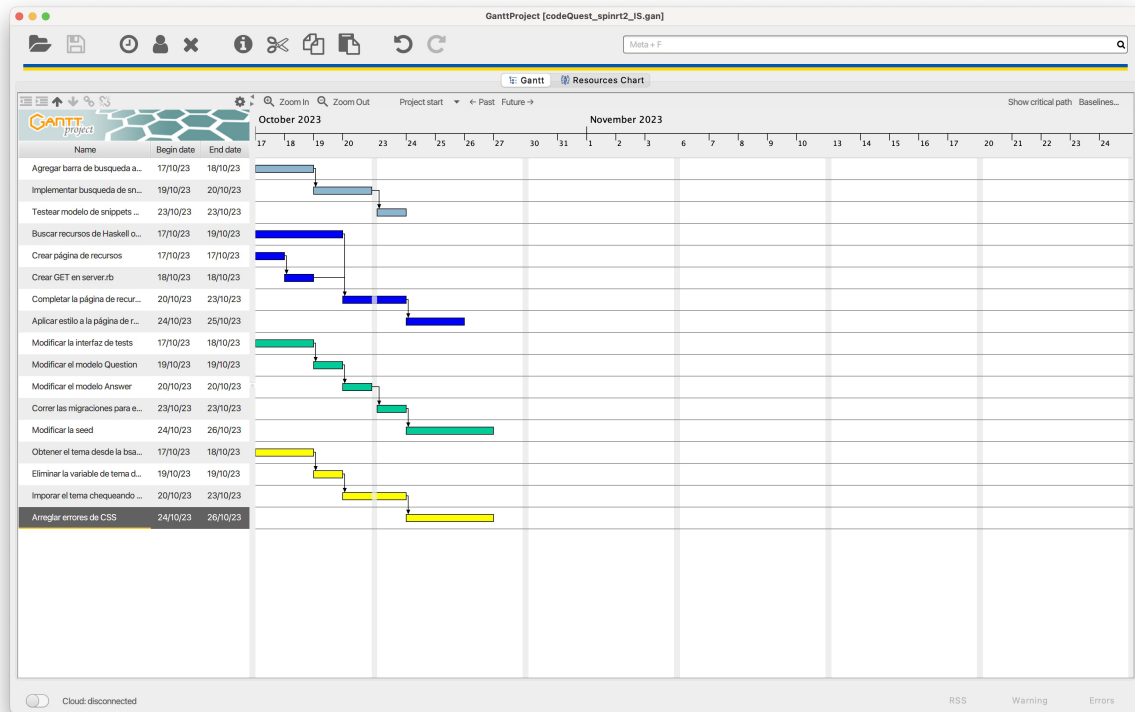 GanttProject [codeQuest_spinrt2_IS.gan]
Meta + F
Gantt Resources Chart
Zoom In Zoom Out Project start ← Past Future → Show critical path Baselines...
GANTT project
October 2023 November 2023
Name Begin date End date 17 18 19 20 23 24 25 26 27 30 31 1 2 3 6 7 8 9 10 13 14 15 16 17 20 21 22 23 24
Agregar barra de busqueda a... 17/10/23 18/10/23
Implementar busqueda de sn... 19/10/23 20/10/23
Testear modelo de snippets ... 23/10/23 23/10/23
Buscar recursos de Haskell o... 17/10/23 19/10/23
Crear página de recursos 17/10/23 17/10/23
Crear GET en server.rb 18/10/23 18/10/23
Completar la página de recur... 20/10/23 23/10/23
Aplicar estilo a la página de r... 24/10/23 25/10/23
Modificar la interfaz de tests 17/10/23 18/10/23
Modificar el modelo Question 19/10/23 19/10/23
Modificar el modelo Answer 20/10/23 20/10/23
Correr las migraciones para e... 23/10/23 23/10/23
Modificar la seed 24/10/23 26/10/23
Obtener el tema desde la bsa... 17/10/23 18/10/23
Eliminar la variable de tema d... 19/10/23 19/10/23
Imporar el tema chequeando ... 20/10/23 23/10/23
Arreglar errores de CSS 24/10/23 26/10/23
Cloud: disconnected RSS Warning Errors